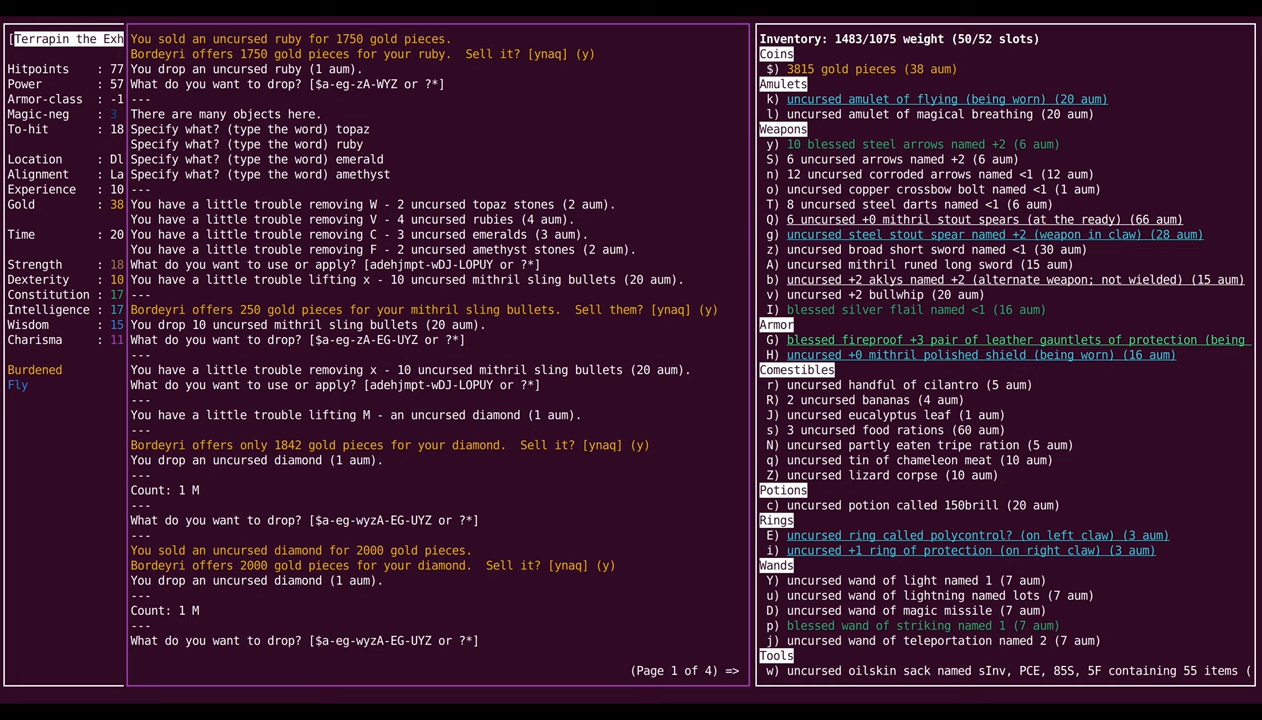 [Terrapin the Exh
Hitpoints : 77
Power : 57
Armor-class : -1
Magic-neg : 3
To-hit : 18
Location : Dl
Alignment : La
Experience : 10
Gold : 38
Time : 20
Strength : 18
Dexterity : 10
Constitution : 17
Intelligence : 17
Wisdom : 15
Charisma : 11
Burdened
Fly
You sold an uncursed ruby for 1750 gold pieces.
Bordeyri offers 1750 gold pieces for your ruby.  Sell it? [ynaq] (y)
You drop an uncursed ruby (1 aum).
What do you want to drop? [$a-eg-zA-WYZ or ?*]
---
There are many objects here.
Specify what? (type the word) topaz
Specify what? (type the word) ruby
Specify what? (type the word) emerald
Specify what? (type the word) amethyst
---
You have a little trouble removing W - 2 uncursed topaz stones (2 aum).
You have a little trouble removing V - 4 uncursed rubies (4 aum).
You have a little trouble removing C - 3 uncursed emeralds (3 aum).
You have a little trouble removing F - 2 uncursed amethyst stones (2 aum).
What do you want to use or apply? [adehjmpt-wDJ-LOPUY or ?*]
You have a little trouble lifting x - 10 uncursed mithril sling bullets (20 aum).
---
Bordeyri offers 250 gold pieces for your mithril sling bullets.  Sell them? [ynaq] (y)
You drop 10 uncursed mithril sling bullets (20 aum).
What do you want to drop? [$a-eg-zA-EG-UYZ or ?*]
---
You have a little trouble removing x - 10 uncursed mithril sling bullets (20 aum).
What do you want to use or apply? [adehjmpt-wDJ-LOPUY or ?*]
---
You have a little trouble lifting M - an uncursed diamond (1 aum).
---
Bordeyri offers only 1842 gold pieces for your diamond.  Sell it? [ynaq] (y)
You drop an uncursed diamond (1 aum).
---
Count: 1 M
---
What do you want to drop? [$a-eg-wyzA-EG-UYZ or ?*]
---
You sold an uncursed diamond for 2000 gold pieces.
Bordeyri offers 2000 gold pieces for your diamond.  Sell it? [ynaq] (y)
You drop an uncursed diamond (1 aum).
---
Count: 1 M
---
What do you want to drop? [$a-eg-wyzA-EG-UYZ or ?*]
(Page 1 of 4) =>
Inventory: 1483/1075 weight (50/52 slots)
Coins
$) 3815 gold pieces (38 aum)
Amulets
k) uncursed amulet of flying (being worn) (20 aum)
l) uncursed amulet of magical breathing (20 aum)
Weapons
y) 10 blessed steel arrows named +2 (6 aum)
S) 6 uncursed arrows named +2 (6 aum)
n) 12 uncursed corroded arrows named <1 (12 aum)
o) uncursed copper crossbow bolt named <1 (1 aum)
T) 8 uncursed steel darts named <1 (6 aum)
Q) 6 uncursed +0 mithril stout spears (at the ready) (66 aum)
g) uncursed steel stout spear named +2 (weapon in claw) (28 aum)
z) uncursed broad short sword named <1 (30 aum)
A) uncursed mithril runed long sword (15 aum)
b) uncursed +2 aklys named +2 (alternate weapon; not wielded) (15 aum)
v) uncursed +2 bullwhip (20 aum)
I) blessed silver flail named <1 (16 aum)
Armor
G) blessed fireproof +3 pair of leather gauntlets of protection (being
H) uncursed +0 mithril polished shield (being worn) (16 aum)
Comestibles
r) uncursed handful of cilantro (5 aum)
R) 2 uncursed bananas (4 aum)
J) uncursed eucalyptus leaf (1 aum)
s) 3 uncursed food rations (60 aum)
N) uncursed partly eaten tripe ration (5 aum)
q) uncursed tin of chameleon meat (10 aum)
Z) uncursed lizard corpse (10 aum)
Potions
c) uncursed potion called 150brill (20 aum)
Rings
E) uncursed ring called polycontrol? (on left claw) (3 aum)
i) uncursed +1 ring of protection (on right claw) (3 aum)
Wands
Y) uncursed wand of light named 1 (7 aum)
u) uncursed wand of lightning named lots (7 aum)
D) uncursed wand of magic missile (7 aum)
p) blessed wand of striking named 1 (7 aum)
j) uncursed wand of teleportation named 2 (7 aum)
Tools
w) uncursed oilskin sack named sInv, PCE, 85S, 5F containing 55 items (